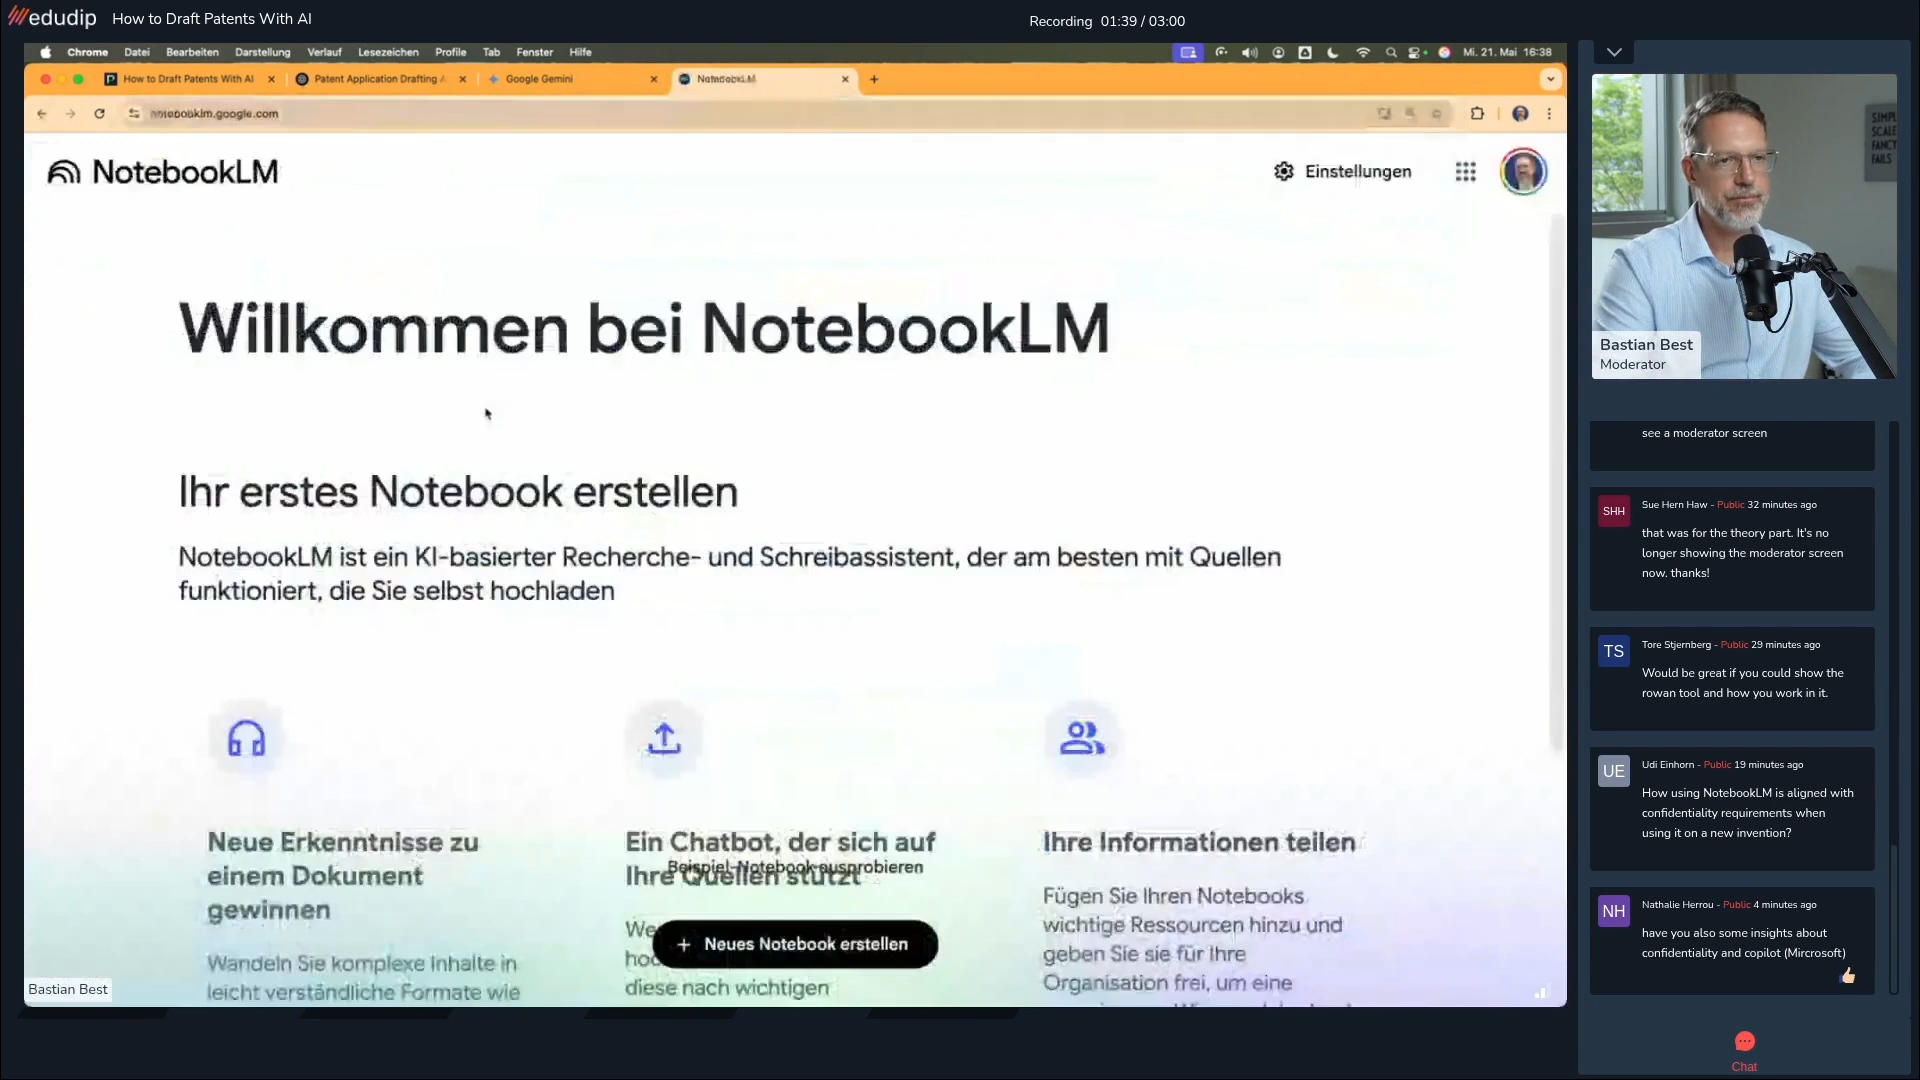 edudip
How to Draft Patents With AI
Recording 01:39 / 03:00
Chrome Datei Bearbeiten Darstellung Verlauf Lesezeichen Profile Tab Fenster Hilfe
Mi. 21. Mai 16:38
How to Draft Patents With AI
Patent Application Drafting
Google Gemini
NotebookLM
notebooklm.google.com
NotebookLM
Einstellungen
Willkommen bei NotebookLM
Ihr erstes Notebook erstellen
NotebookLM ist ein KI-basierter Recherche- und Schreibassistent, der am besten mit Quellen
funktioniert, die Sie selbst hochladen
Neue Erkenntnisse zu
einem Dokument
gewinnen
Wandeln Sie komplexe Inhalte in
leicht verständliche Formate wie
Ein Chatbot, der sich auf
Ihre Quellen stützt
Beispiel-Notebook ausprobieren
We
hoc
+ Neues Notebook erstellen
diese nach wichtigen
Ihre Informationen teilen
Fügen Sie Ihren Notebooks
wichtige Ressourcen hinzu und
geben Sie sie für Ihre
Organisation frei, um eine
Bastian Best
SIMPL
SCALE
FANCY
FAILS
Bastian Best
Moderator
see a moderator screen
SHH
Sue Hern Haw - Public 32 minutes ago
that was for the theory part. It's no
longer showing the moderator screen
now. thanks!
TS
Tore Stjernberg - Public 29 minutes ago
Would be great if you could show the
rowan tool and how you work in it.
UE
Udi Einhorn - Public 19 minutes ago
How using NotebookLM is aligned with
confidentiality requirements when
using it on a new invention?
NH
Nathalie Herrou - Public 4 minutes ago
have you also some insights about
confidentiality and copilot (Mircrosoft)
Chat